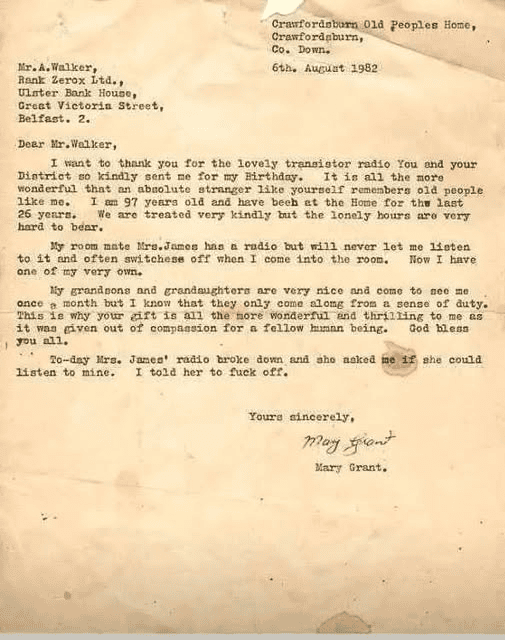 Crawfordsburn Old Peoples Home,
Crawfordsburn,
Co. Down.
6th. August 1982
Mr.A.Walker,
Rank Zerox Ltd.,
Ulster Bank House,
Great Victoria Street,
Belfast. 2.
Dear Mr.Walker,
I want to thank you for the lovely transistor radio You and your
District so kindly sent me for my Birthday. It is all the more
wonderful that an absolute stranger like yourself remembers old people
like me. I am 97 years old and have beeh at the Home for thw last
26 years. We are treated very kindly but the lonely hours are very
hard to bear.
My room mate Mrs.James has a radio but will never let me listen
to it and often switchess off when I come into the room. Now I have
one of my very own.
My grandsons and grandaughters are very nice and come to see me
once a month but I know that they only come alomg from a sense of duty.
This is why your gift is all the more wonderful and thrilling to me as
it was given out of compassion for a fellow human being. God bless
you all.
To-day Mrs. James' radio broke down and she asked me if she could
listen to mine. I told her to fuck off.
Yours sincerely,
Mary Grant
Mary Grant.